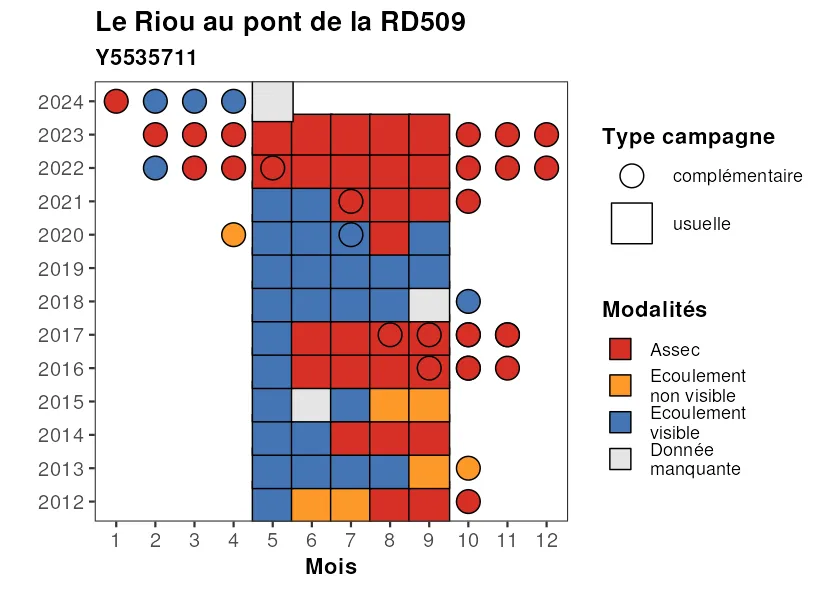 Le Riou au pont de la RD509
Y5535711
2024
2023
2022
2021
2020
2019
2018
2017
2016
2015
2014
2013
2012
1 2 3 4 5 6 7 8 9 10 11 12
Mois
Type campagne
complémentaire
usuelle
Modalités
Assec
Ecoulement
non visible
Ecoulement
visible
Donnée
manquante